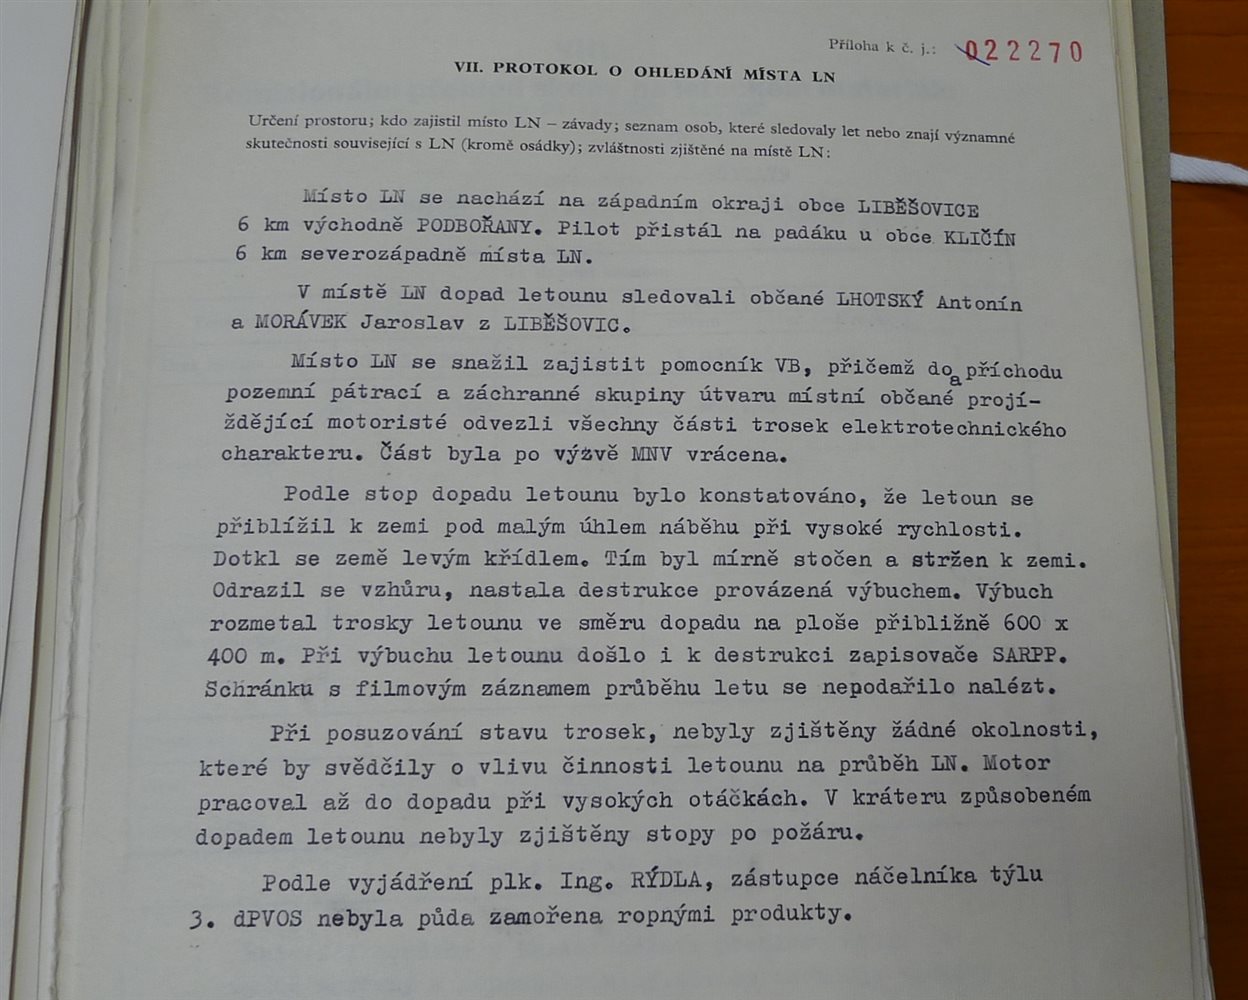 Příloha k č. j.: 022270
VII. PROTOKOL O OHLEDÁNÍ MÍSTA LN
Určení prostoru; kdo zajistil místo LN – závady; seznam osob, které sledovaly let nebo znají významné
skutečnosti související s LN (kromě osádky); zvláštnosti zjištěné na místě LN:
Místo LN se nachází na západním okraji obce LIBĚŠOVICE
6 km východně PODBOŘANY. Pilot přistál na padáku u obce KLIČÍN
6 km severozápadně místa LN.
V místě LN dopad letounu sledovali občané LHOTSKÝ Antonín
a MORÁVEK Jaroslav z LIBĚŠOVIC.
Místo LN se snažil zajistit pomocník VB, přičemž do příchodu
pozemní pátrací a záchranné skupiny útvaru místní občané a projí-
ždějící motoristé odvezli všechny části trosek elektrotechnického
charakteru. Část byla po výzvě MNV vrácena.
Podle stop dopadu letounu bylo konstatováno, že letoun se
přiblížil k zemi pod malým úhlem náběhu při vysoké rychlosti.
Dotkl se země levým křídlem. Tím byl mírně stočen a stržen k zemi.
Odrazil se vzhůru, nastala destrukce provázená výbuchem. Výbuch
rozmetal trosky letounu ve směru dopadu na ploše přibližně 600 x
400 m. Při výbuchu letounu došlo i k destrukci zapisovače SARPP.
Schránku s filmovým záznamem průběhu letu se nepodařilo nalézt.
Při posuzování stavu trosek, nebyly zjištěny žádné okolnosti,
které by svědčily o vlivu činnosti letounu na průběh LN. Motor
pracoval až do dopadu při vysokých otáčkách. V kráteru způsobeném
dopadem letounu nebyly zjištěny stopy po požáru.
Podle vyjádření plk. Ing. RÝDLA, zástupce náčelníka týlu
3. dPVOS nebyla půda zamořena ropnými produkty.